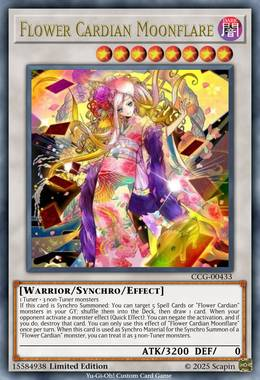 Flower Cardian Moonflare
DARK
闇
CCG-00433
[Warrior/Synchro/Effect]
1 Tuner + 3 non-Tuner monsters
If this card is Synchro Summoned: You can target 5 Spell Cards or "Flower Cardian"
monsters in your GY; shuffle them into the Deck, then draw 1 card. When your
opponent activates a monster effect (Quick Effect): You can negate the activation, and if
you do, destroy that card. You can only use this effect of "Flower Cardian Moonflare"
once per turn. When this card is used as Synchro Material for the Synchro Summon of a
"Flower Cardian" monster, you can treat it as 3 non-Tuner monsters.
ATK/3200 DEF/ 0
15584938 Limited Edition
© 2025 Scapin
Yu-Gi-Oh! Custom Card Game